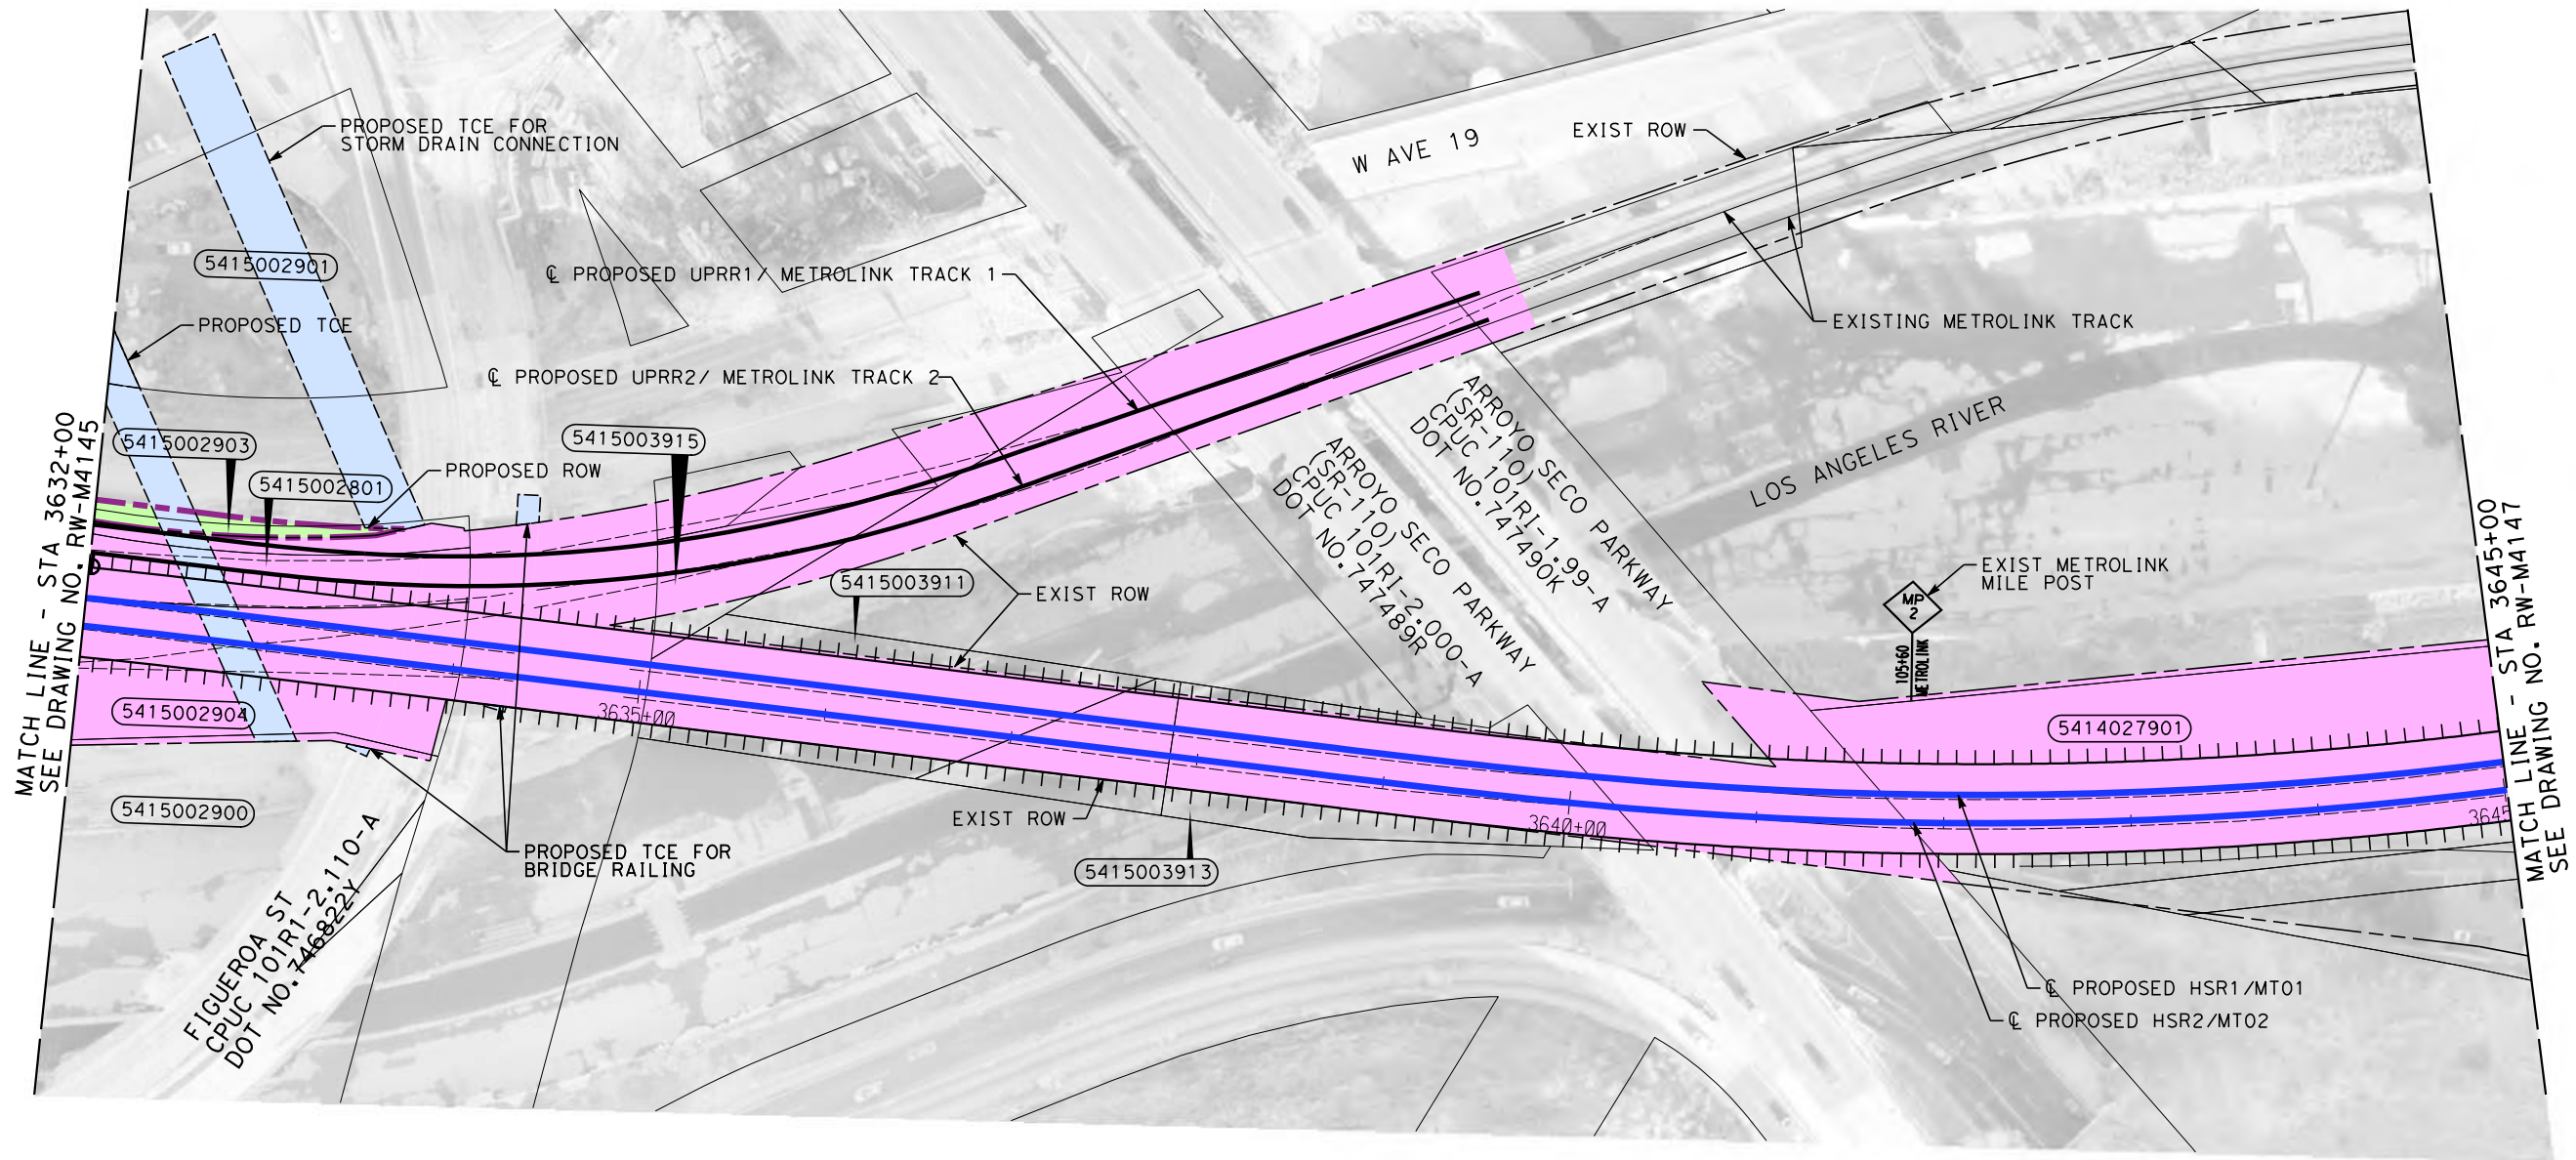 PROPOSED TCE FOR
STORM DRAIN CONNECTION
W AVE 19
EXIST ROW
5415002901
℄ PROPOSED UPRR1/ METROLINK TRACK 1
PROPOSED TCE
EXISTING METROLINK TRACK
℄ PROPOSED UPRR2/ METROLINK TRACK 2
MATCH LINE - STA 3632+00
SEE DRAWING NO. RW-M4145
5415002903
5415003915
PROPOSED ROW
5415002801
ARROYO SECO PARKWAY
(SR-110)
CPUC 101RI-1.99-A
DOT NO.747490K
ARROYO SECO PARKWAY
(SR-110)
CPUC 101RI-2.000-A
DOT NO.747489R
LOS ANGELES RIVER
5415003911
EXIST ROW
EXIST METROLINK
MILE POST
MP
2
105+60
METROLINK
MATCH LINE - STA 3645+00
SEE DRAWING NO. RW-M4147
5415002904
3635+00
5414027901
5415002900
EXIST ROW
3640+00
3645
PROPOSED TCE FOR
BRIDGE RAILING
5415003913
FIGUEROA ST
CPUC 101R1-2.110-A
DOT NO.746822Y
℄ PROPOSED HSR1/MT01
℄ PROPOSED HSR2/MT02